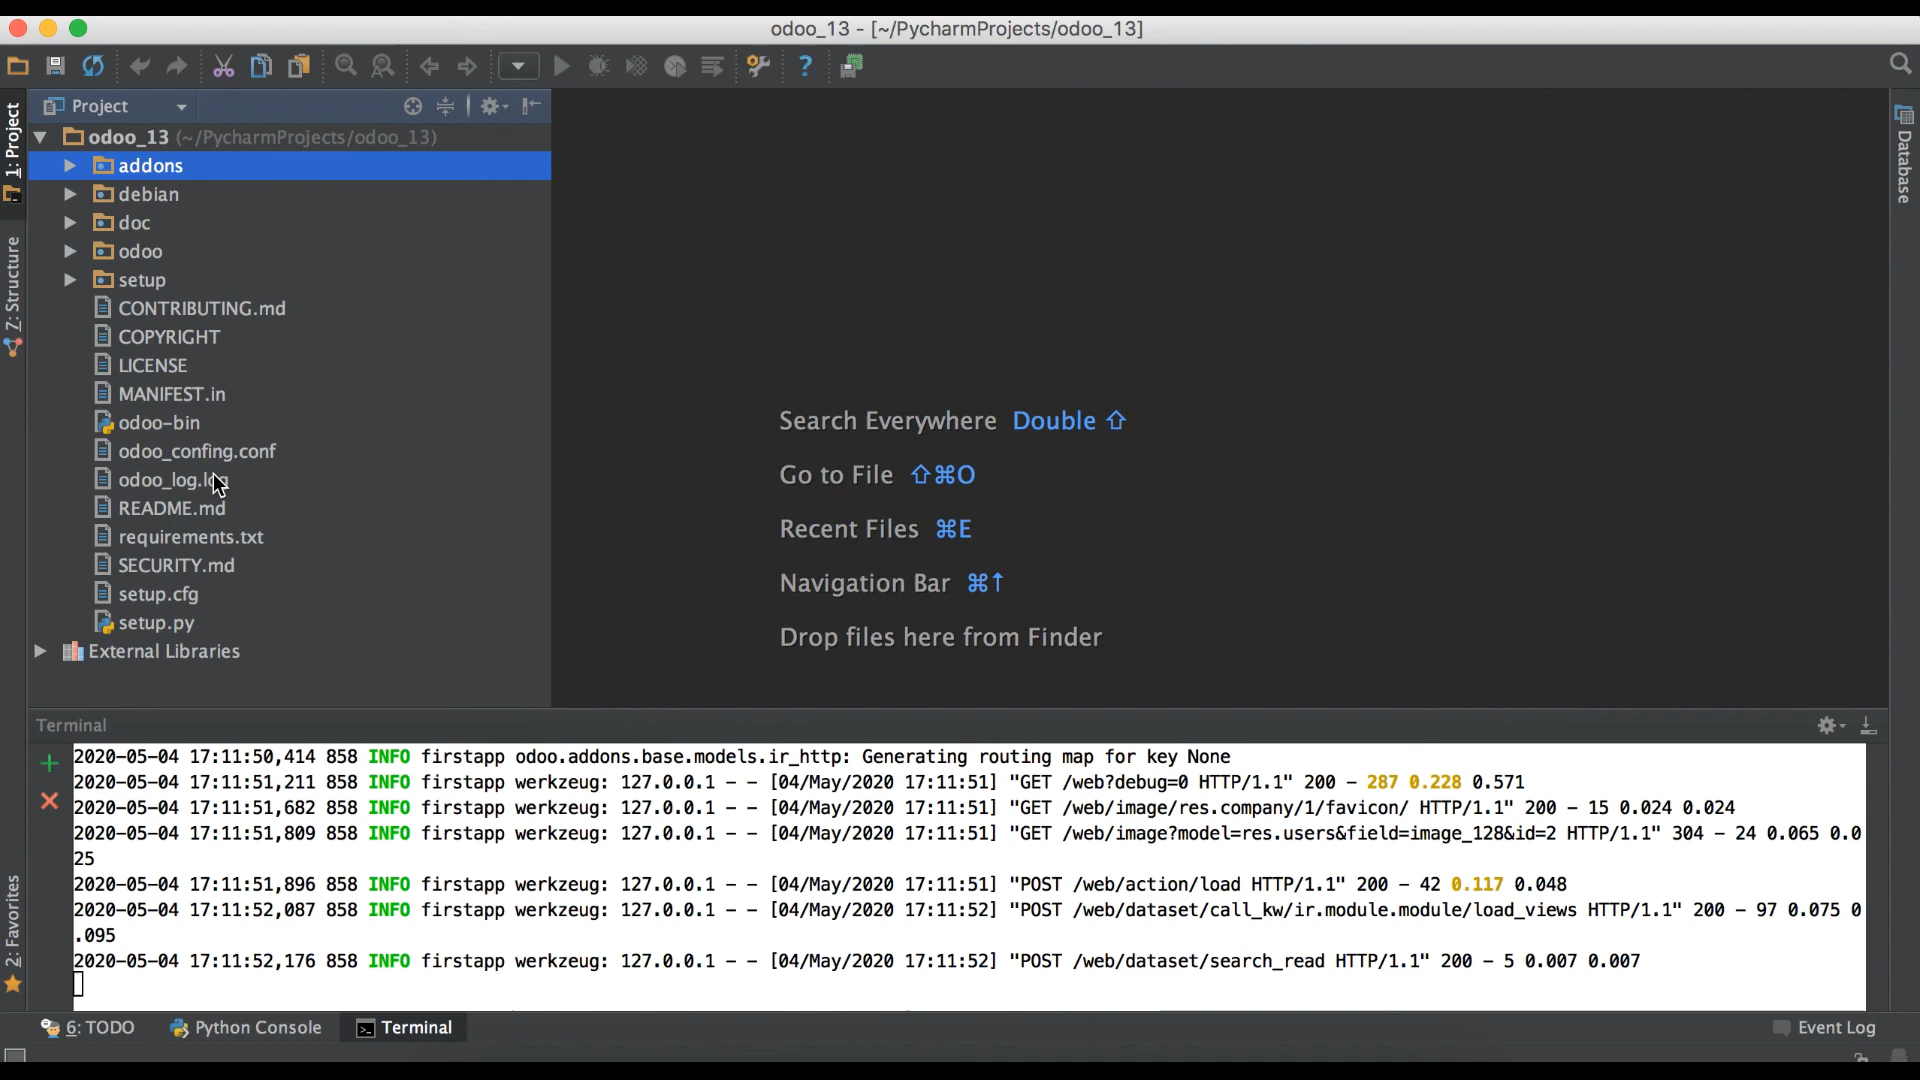 odoo_13 - [~/PycharmProjects/odoo_13]
Project
odoo_13 (~/PycharmProjects/odoo_13)
addons
debian
doc
odoo
setup
CONTRIBUTING.md
COPYRIGHT
LICENSE
MANIFEST.in
odoo-bin
odoo_confing.conf
odoo_log.log
README.md
requirements.txt
SECURITY.md
setup.cfg
setup.py
External Libraries
1: Project
7: Structure
2: Favorites
Database
Search Everywhere Double ⇧
Go to File ⇧⌘O
Recent Files ⌘E
Navigation Bar ⌘↑
Drop files here from Finder
Terminal
2020-05-04 17:11:50,414 858 INFO firstapp odoo.addons.base.models.ir_http: Generating routing map for key None
2020-05-04 17:11:51,211 858 INFO firstapp werkzeug: 127.0.0.1 - - [04/May/2020 17:11:51] "GET /web?debug=0 HTTP/1.1" 200 - 287 0.228 0.571
2020-05-04 17:11:51,682 858 INFO firstapp werkzeug: 127.0.0.1 - - [04/May/2020 17:11:51] "GET /web/image/res.company/1/favicon/ HTTP/1.1" 200 - 15 0.024 0.024
2020-05-04 17:11:51,809 858 INFO firstapp werkzeug: 127.0.0.1 - - [04/May/2020 17:11:51] "GET /web/image?model=res.users&field=image_128&id=2 HTTP/1.1" 304 - 24 0.065 0.0
25
2020-05-04 17:11:51,896 858 INFO firstapp werkzeug: 127.0.0.1 - - [04/May/2020 17:11:51] "POST /web/action/load HTTP/1.1" 200 - 42 0.117 0.048
2020-05-04 17:11:52,087 858 INFO firstapp werkzeug: 127.0.0.1 - - [04/May/2020 17:11:52] "POST /web/dataset/call_kw/ir.module.module/load_views HTTP/1.1" 200 - 97 0.075 0
.095
2020-05-04 17:11:52,176 858 INFO firstapp werkzeug: 127.0.0.1 - - [04/May/2020 17:11:52] "POST /web/dataset/search_read HTTP/1.1" 200 - 5 0.007 0.007
6: TODO
Python Console
Terminal
Event Log